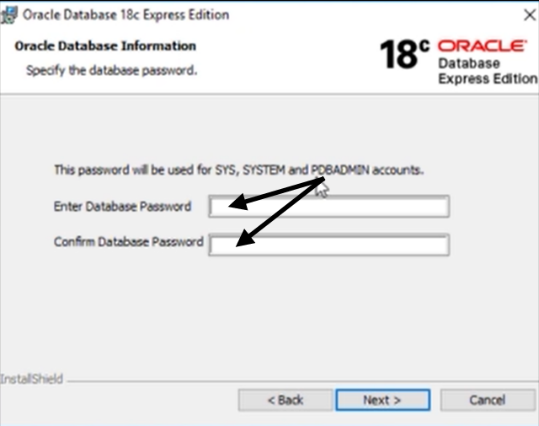 Oracle Database 18c Express Edition
Oracle Database Information
Specify the database password.
18c ORACLE
Database
Express Edition
This password will be used for SYS, SYSTEM and PDBADMIN accounts.
Enter Database Password
Confirm Database Password
InstallShield
< Back
Next >
Cancel